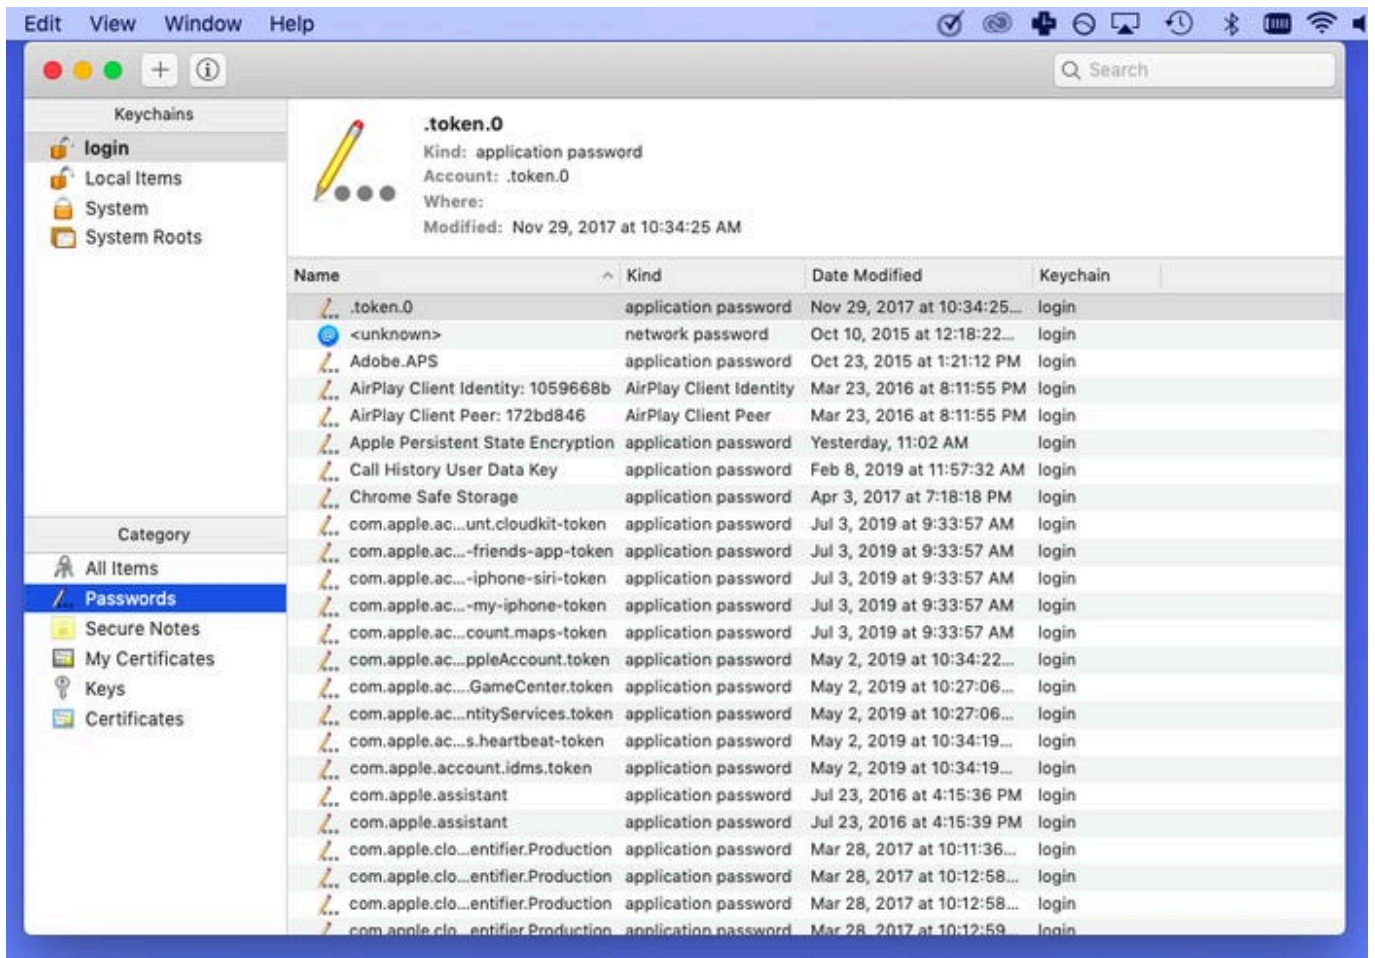 Edit View Window Help
Search
Keychains
login
Local Items
System
System Roots
.token.0
Kind: application password
Account: .token.0
Where:
Modified: Nov 29, 2017 at 10:34:25 AM
Name Kind Date Modified Keychain
.token.0 application password Nov 29, 2017 at 10:34:25... login
<unknown> network password Oct 10, 2015 at 12:18:22... login
Adobe.APS application password Oct 23, 2015 at 1:21:12 PM login
AirPlay Client Identity: 1059668b AirPlay Client Identity Mar 23, 2016 at 8:11:55 PM login
AirPlay Client Peer: 172bd846 AirPlay Client Peer Mar 23, 2016 at 8:11:55 PM login
Apple Persistent State Encryption application password Yesterday, 11:02 AM login
Call History User Data Key application password Feb 8, 2019 at 11:57:32 AM login
Chrome Safe Storage application password Apr 3, 2017 at 7:18:18 PM login
com.apple.ac...unt.cloudkit-token application password Jul 3, 2019 at 9:33:57 AM login
com.apple.ac...-friends-app-token application password Jul 3, 2019 at 9:33:57 AM login
com.apple.ac...-iphone-siri-token application password Jul 3, 2019 at 9:33:57 AM login
com.apple.ac...-my-iphone-token application password Jul 3, 2019 at 9:33:57 AM login
com.apple.ac...count.maps-token application password Jul 3, 2019 at 9:33:57 AM login
com.apple.ac...ppleAccount.token application password May 2, 2019 at 10:34:22... login
com.apple.ac....GameCenter.token application password May 2, 2019 at 10:27:06... login
com.apple.ac...ntityServices.token application password May 2, 2019 at 10:27:06... login
com.apple.ac...s.heartbeat-token application password May 2, 2019 at 10:34:19... login
com.apple.account.idms.token application password May 2, 2019 at 10:34:19... login
com.apple.assistant application password Jul 23, 2016 at 4:15:36 PM login
com.apple.assistant application password Jul 23, 2016 at 4:15:39 PM login
com.apple.clo...entifier.Production application password Mar 28, 2017 at 10:11:36... login
com.apple.clo...entifier.Production application password Mar 28, 2017 at 10:12:58... login
com.apple.clo...entifier.Production application password Mar 28, 2017 at 10:12:58... login
com.apple.clo...entifier.Production application password Mar 28, 2017 at 10:12:59... login
Category
All Items
Passwords
Secure Notes
My Certificates
Keys
Certificates